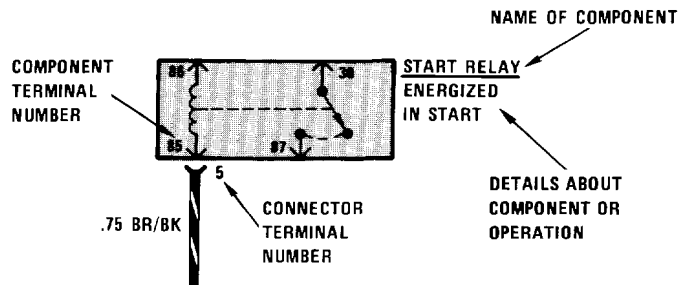 NAME OF COMPONENT
COMPONENT
TERMINAL
NUMBER
86
30
START RELAY
ENERGIZED
IN START
85
87
5
.75 BR/BK
CONNECTOR
TERMINAL
NUMBER
DETAILS ABOUT
COMPONENT OR
OPERATION